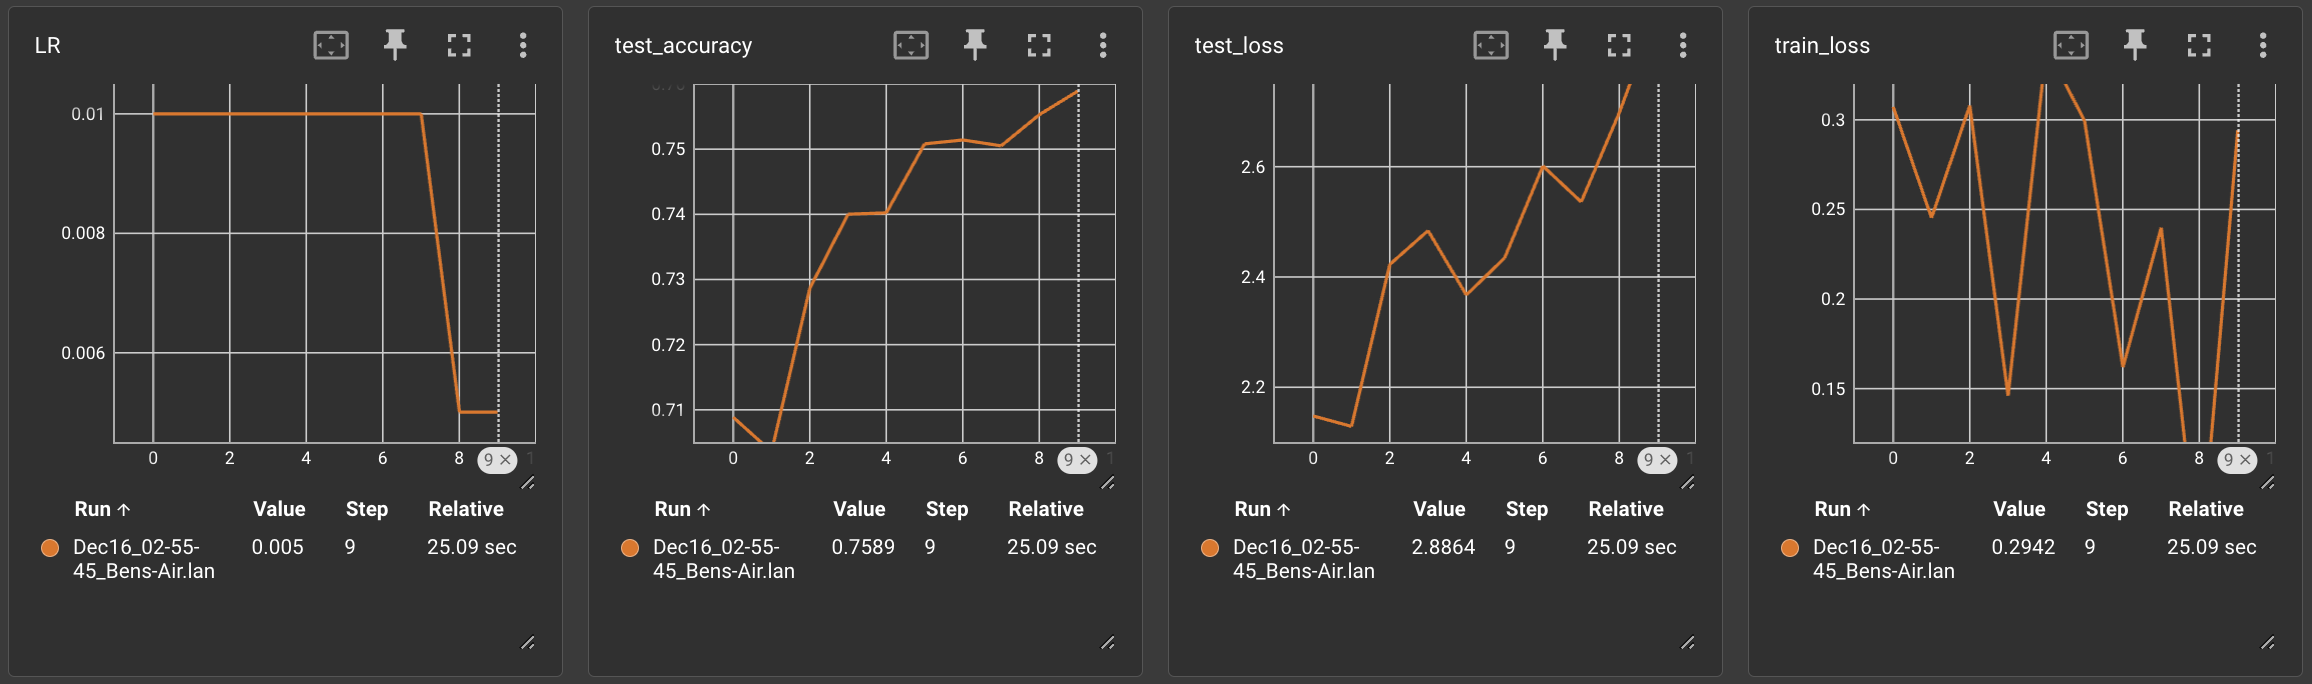 LR
0.01
0.008
0.006
0 2 4 6 8 9 ×
Run ↑ Value Step Relative
Dec16_02-55- 0.005 9 25.09 sec
45_Bens-Air.lan
test_accuracy
0.76
0.75
0.74
0.73
0.72
0.71
0 2 4 6 8 9 ×
Run ↑ Value Step Relative
Dec16_02-55- 0.7589 9 25.09 sec
45_Bens-Air.lan
test_loss
2.6
2.4
2.2
0 2 4 6 8 9 ×
Run ↑ Value Step Relative
Dec16_02-55- 2.8864 9 25.09 sec
45_Bens-Air.lan
train_loss
0.3
0.25
0.2
0.15
0 2 4 6 8 9 ×
Run ↑ Value Step Relative
Dec16_02-55- 0.2942 9 25.09 sec
45_Bens-Air.lan